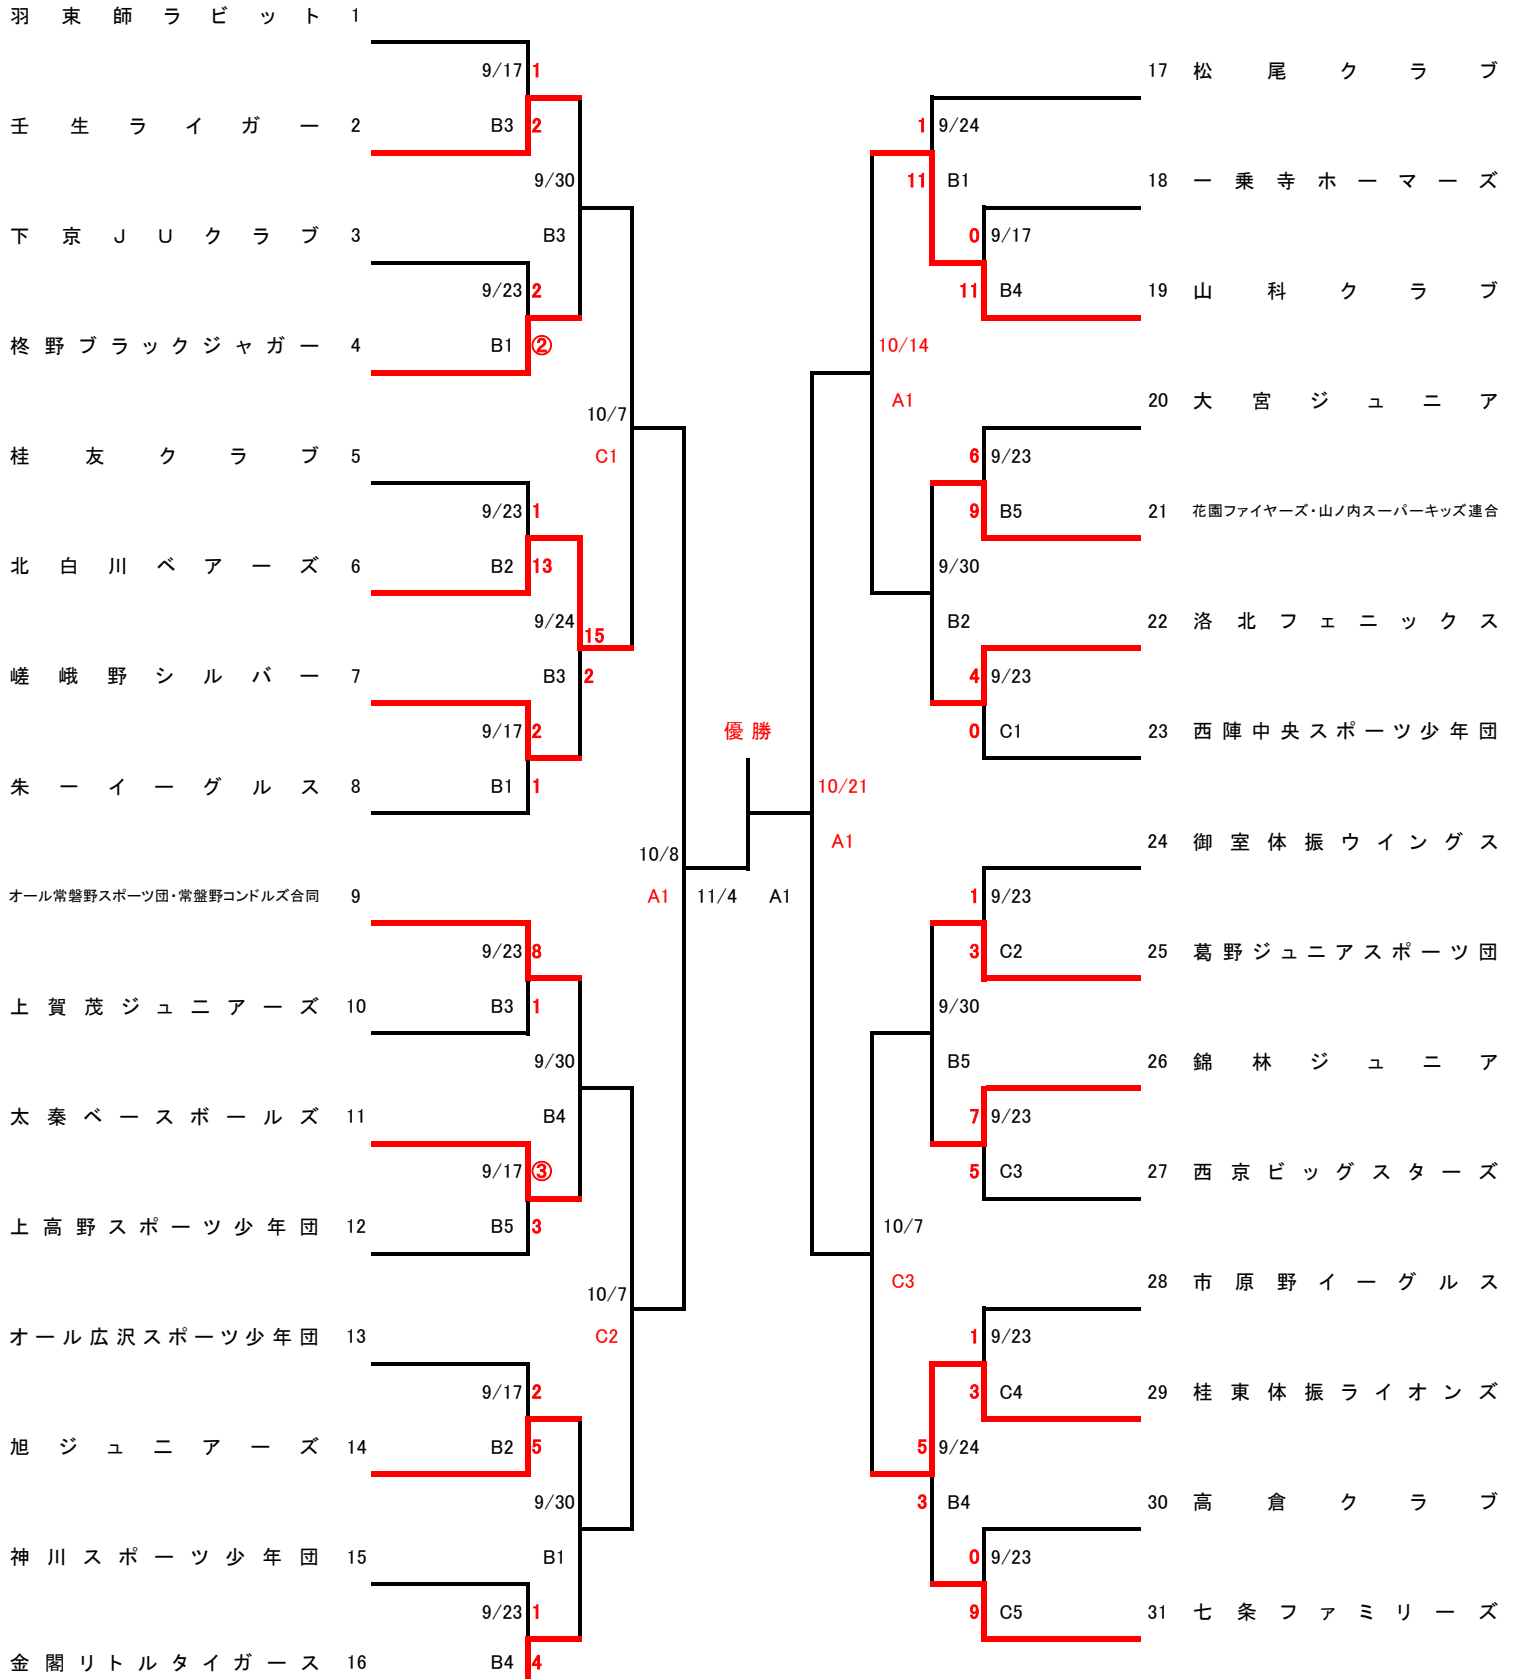 羽束師ラビット 1
9/17 1
壬生ライガー 2 B3 2
9/30
下京JUクラブ 3 B3
9/23 2
柊野ブラックジャガー 4 B1 ②
10/7
桂友クラブ 5 C1
9/23 1
北白川ベアーズ 6 B2 13
9/24 15
嵯峨野シルバー 7 B3 2
9/17 2
朱一イーグルス 8 B1 1
10/8
オール常磐野スポーツ団・常盤野コンドルズ合同 9 A1
9/23 8
上賀茂ジュニアーズ 10 B3 1
9/30
太秦ベースボールズ 11 B4
9/17 ③
上高野スポーツ少年団 12 B5 3
10/7
オール広沢スポーツ少年団 13 C2
9/17 2
旭ジュニアーズ 14 B2 5
9/30
神川スポーツ少年団 15 B1
9/23 1
金閣リトルタイガース 16 B4 4
優勝
11/4 A1
17 松尾クラブ
1 9/24
11 B1 18 一乗寺ホーマーズ
0 9/17
11 B4 19 山科クラブ
10/14
A1 20 大宮ジュニア
6 9/23
9 B5 21 花園ファイヤーズ・山ノ内スーパーキッズ連合
9/30
B2 22 洛北フェニックス
4 9/23
0 C1 23 西陣中央スポーツ少年団
10/21
A1 24 御室体振ウイングス
1 9/23
3 C2 25 葛野ジュニアスポーツ団
9/30
B5 26 錦林ジュニア
7 9/23
5 C3 27 西京ビッグスターズ
10/7
C3 28 市原野イーグルス
1 9/23
3 C4 29 桂東体振ライオンズ
5 9/24
3 B4 30 高倉クラブ
0 9/23
9 C5 31 七条ファミリーズ